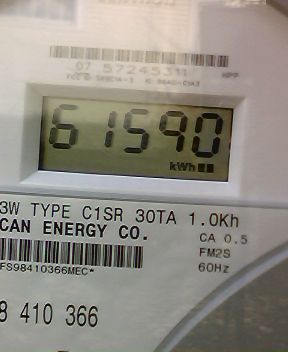 07 57245311 HPP
61590
kWh
3W TYPE C1SR 30TA 1.0Kh
CAN ENERGY CO. CA 0.5
FM2S
FS98410366MEC* 60Hz
8 410 366